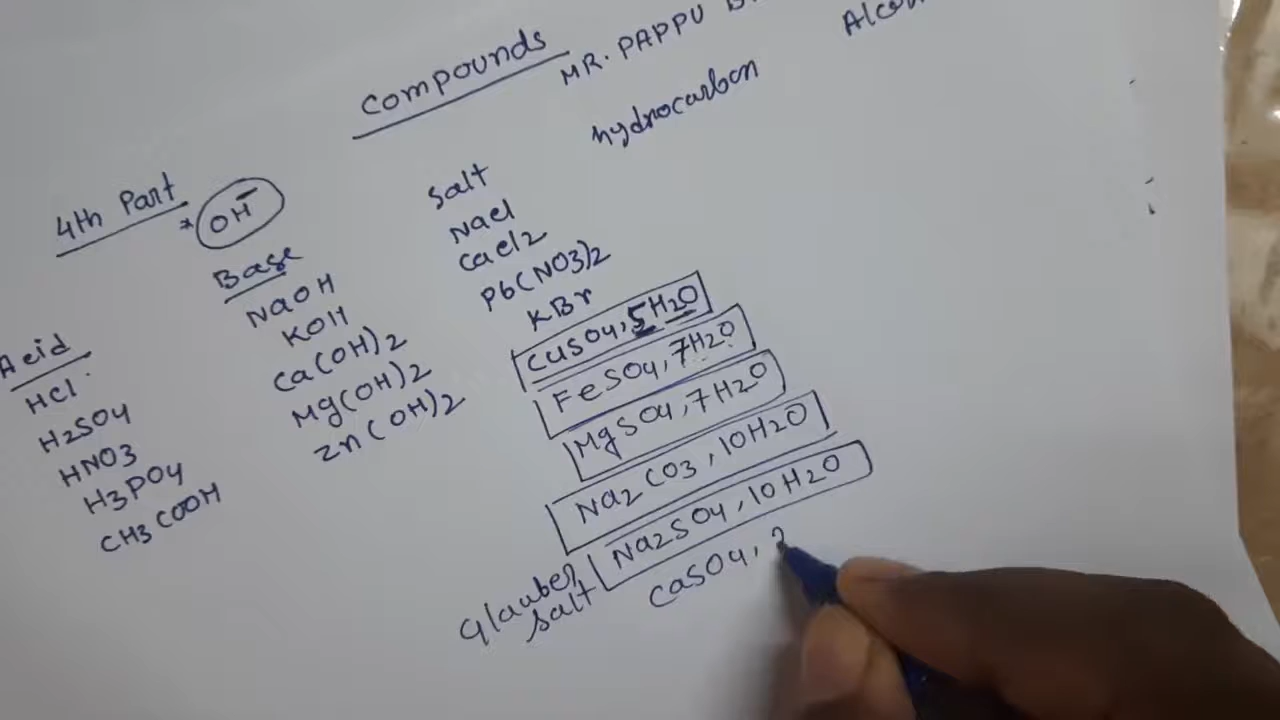 Compounds
MR. PAPPU
4th Part
* OH-
Acid
HCl
H2SO4
HNO3
H3PO4
CH3COOH
Base
NaOH
KOH
Ca(OH)2
Mg(OH)2
Zn(OH)2
Salt
NaCl
CaCl2
Pb(NO3)2
KBr
CuSO4, 5H2O
FeSO4, 7H2O
MgSO4, 7H2O
Na2CO3, 10H2O
Na2SO4, 10H2O
Glauber
salt
CaSO4,
hydrocarbon